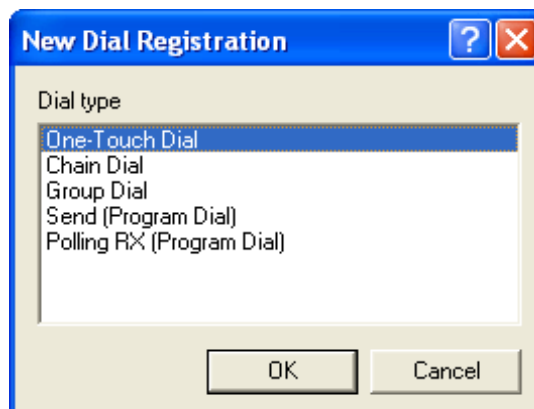 New Dial Registration
Dial type
One-Touch Dial
Chain Dial
Group Dial
Send (Program Dial)
Polling RX (Program Dial)
OK Cancel